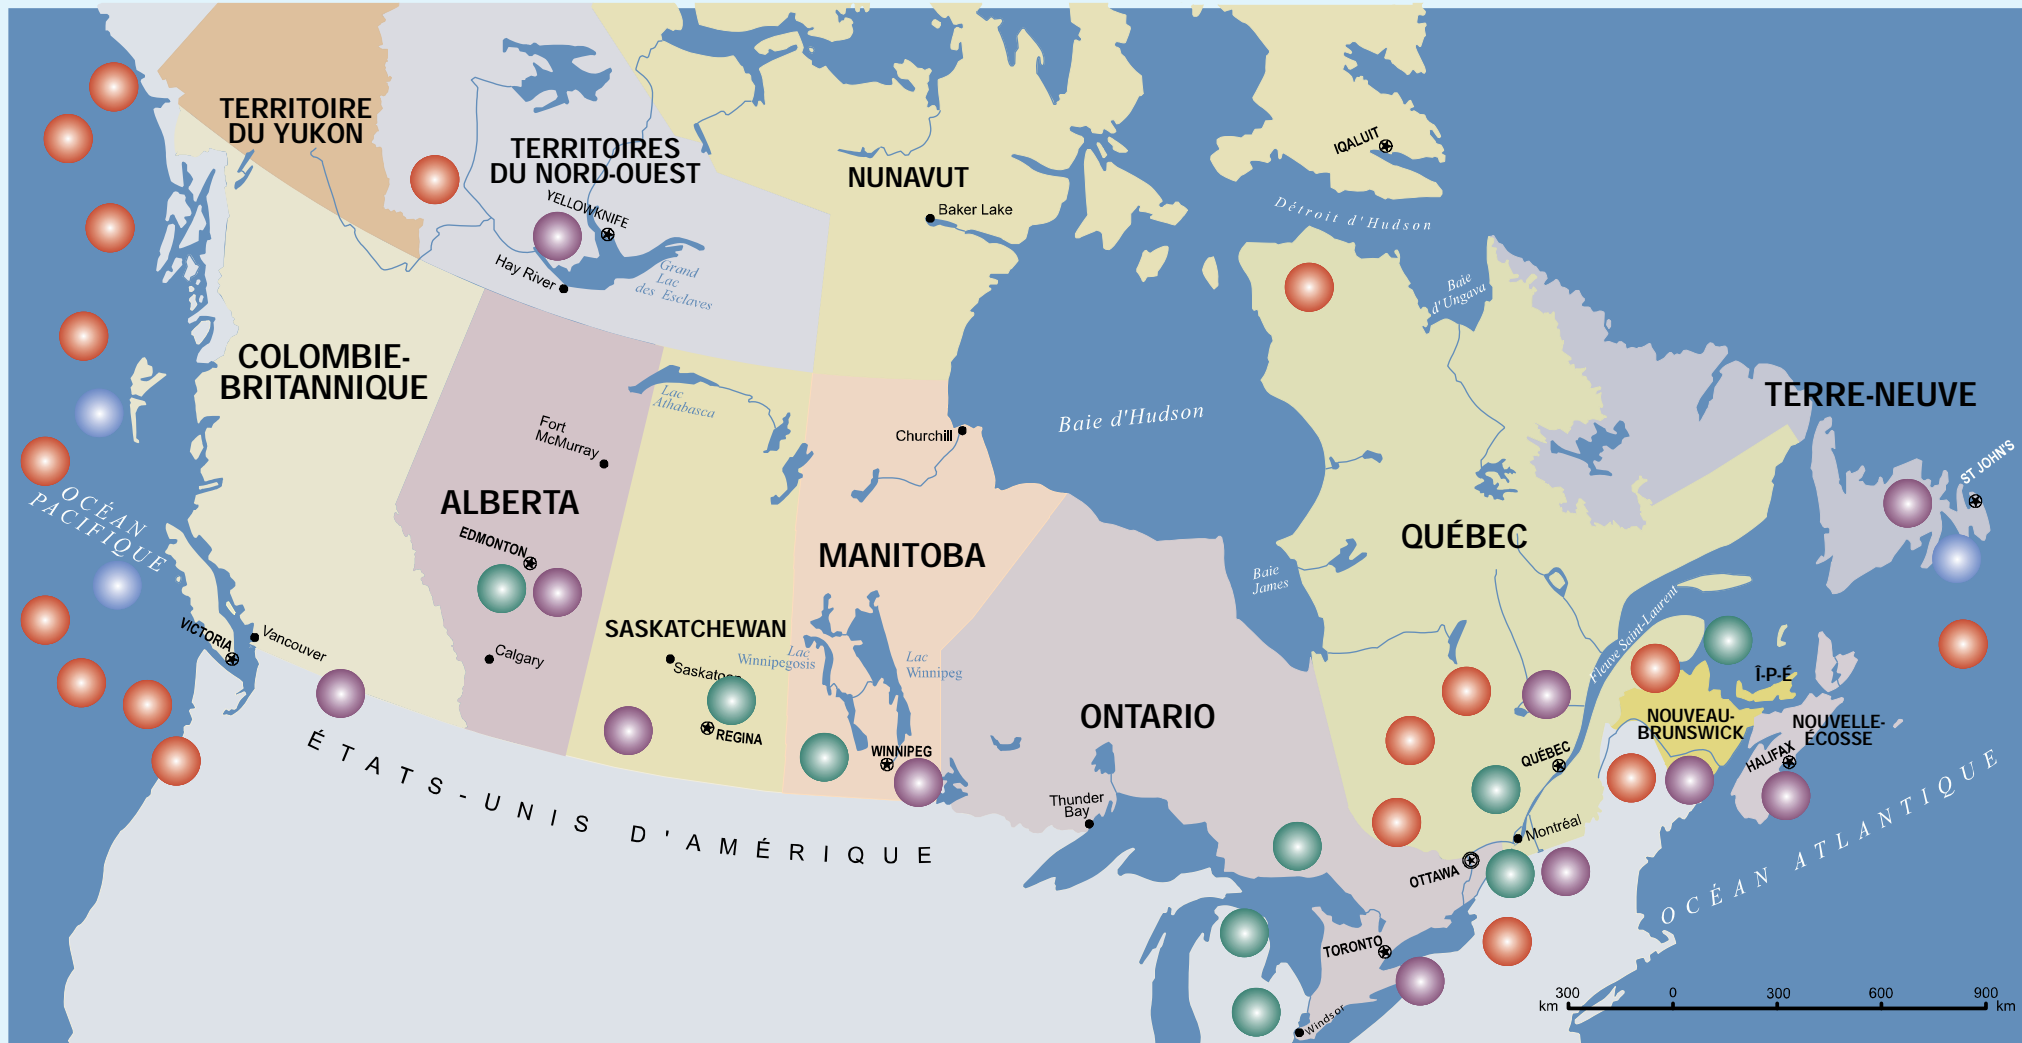 TERRITOIRE
DU YUKON
TERRITOIRES
DU NORD-OUEST
YELLOWKNIFE
Hay River
Grand
Lac
des Esclaves
NUNAVUT
Baker Lake
IQALUIT
Détroit d'Hudson
Baie
d'Ungava
COLOMBIE-
BRITANNIQUE
Lac
Athabasca
Fort
McMurray
ALBERTA
EDMONTON
Calgary
Churchill
Baie d'Hudson
TERRE-NEUVE
ST JOHN'S
OCÉAN
PACIFIQUE
VICTORIA
Vancouver
SASKATCHEWAN
Saskatoon
REGINA
MANITOBA
Lac
Winnipegosis
Lac
Winnipeg
WINNIPEG
QUÉBEC
Baie
James
Fleuve Saint-Laurent
ONTARIO
Thunder
Bay
QUÉBEC
Montréal
OTTAWA
TORONTO
Windsor
Î-P-É
NOUVEAU-
BRUNSWICK
NOUVELLE-
ÉCOSSE
HALIFAX
ÉTATS-UNIS D'AMÉRIQUE
OCÉAN ATLANTIQUE
300 0 300 600 900
km km